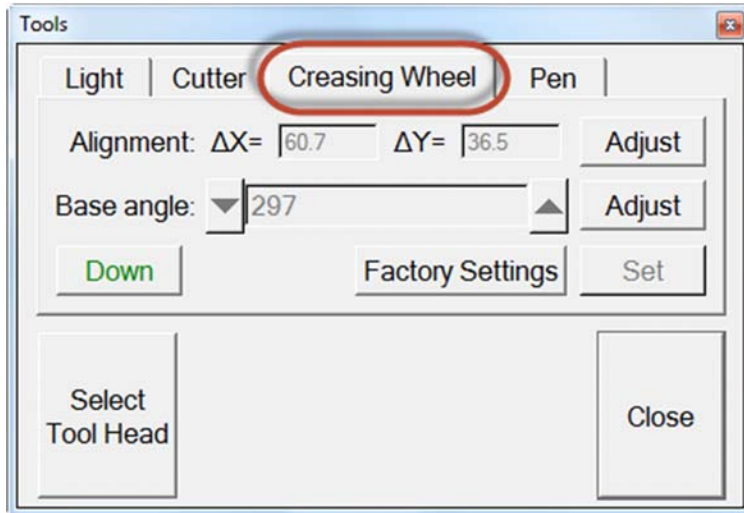 Tools
Light Cutter Creasing Wheel Pen
Alignment: ΔX= 60.7 ΔY= 36.5 Adjust
Base angle: 297 Adjust
Down Factory Settings Set
Select
Tool Head
Close